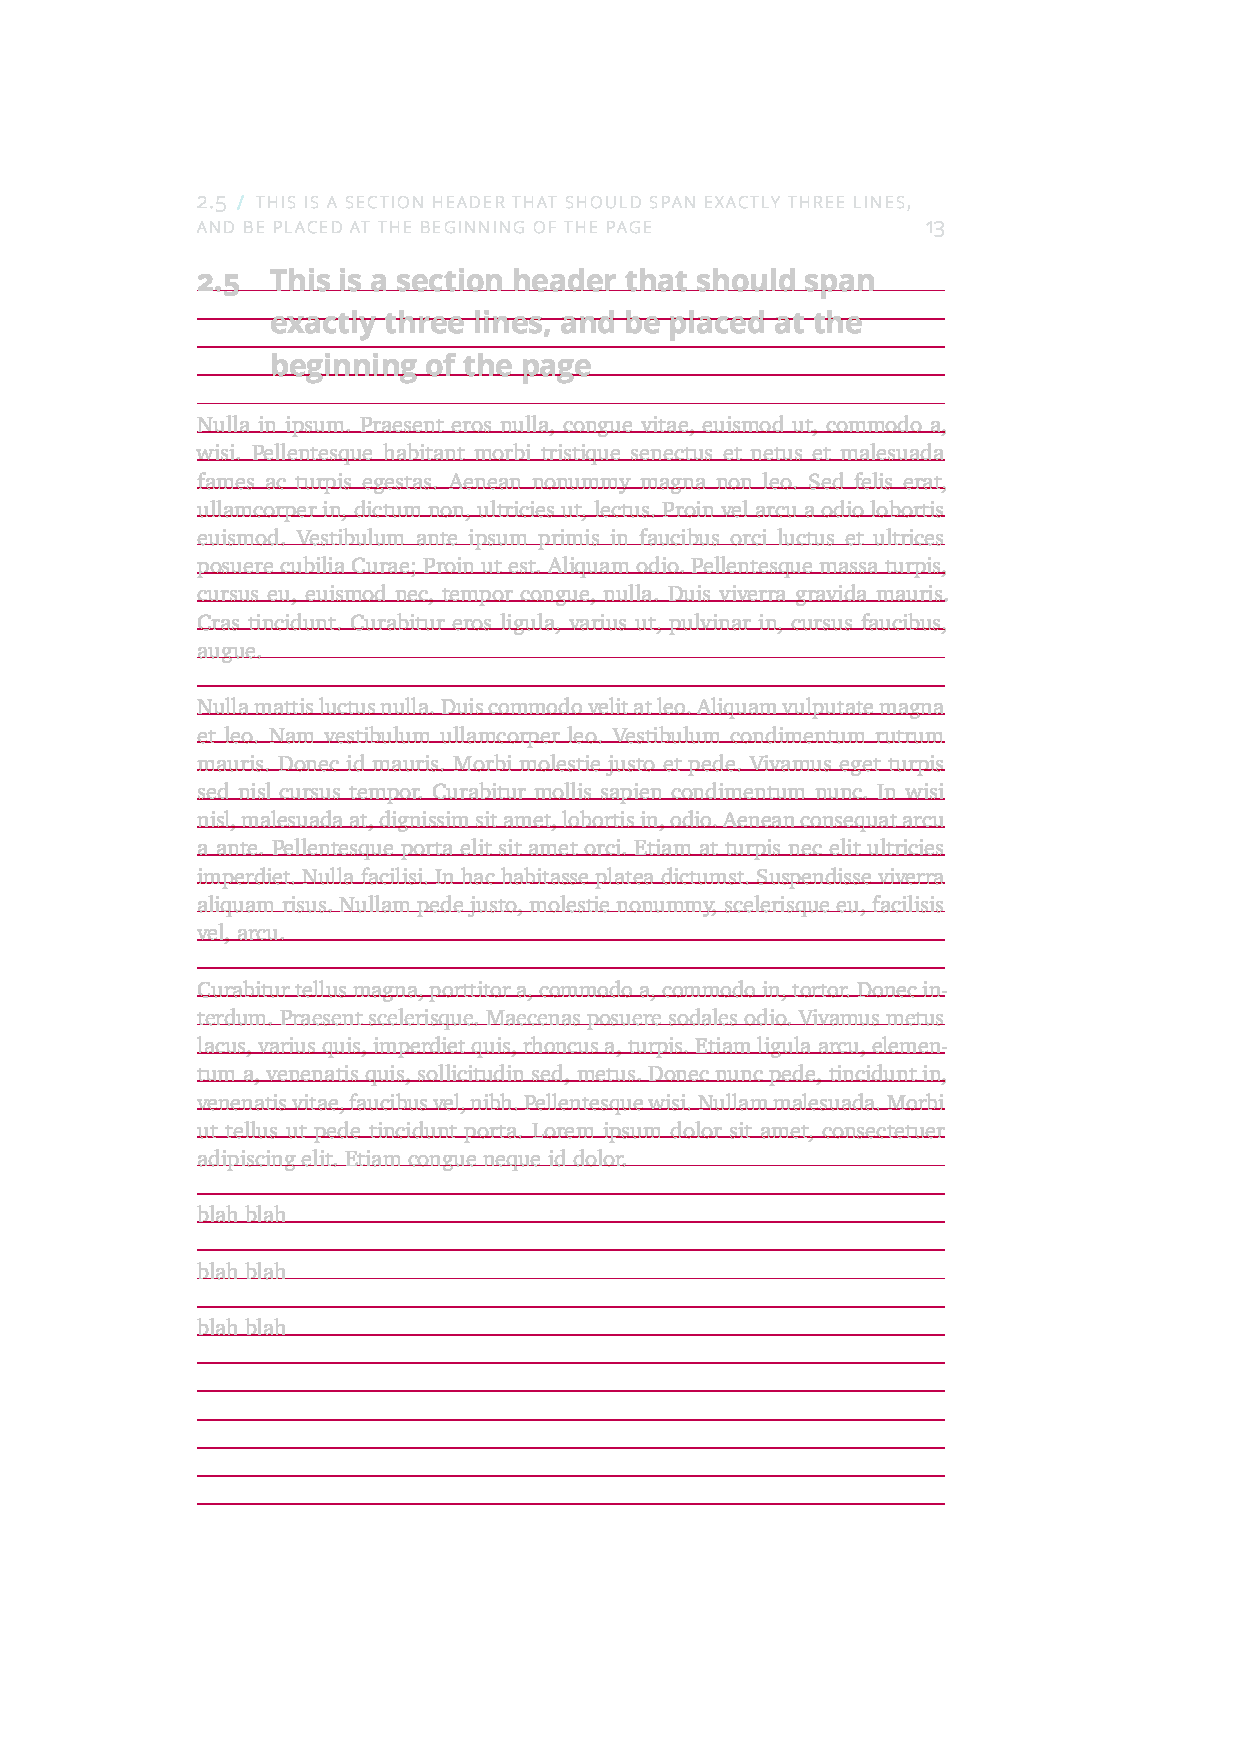 2.5 / THIS IS A SECTION HEADER THAT SHOULD SPAN EXACTLY THREE LINES,
AND BE PLACED AT THE BEGINNING OF THE PAGE 13
2.5 This is a section header that should span
exactly three lines, and be placed at the
beginning of the page
Nulla in ipsum. Praesent eros nulla, congue vitae, euismod ut, commodo a,
wisi. Pellentesque habitant morbi tristique senectus et netus et malesuada
fames ac turpis egestas. Aenean nonummy magna non leo. Sed felis erat,
ullamcorper in, dictum non, ultricies ut, lectus. Proin vel arcu a odio lobortis
euismod. Vestibulum ante ipsum primis in faucibus orci luctus et ultrices
posuere cubilia Curae; Proin ut est. Aliquam odio. Pellentesque massa turpis,
cursus eu, euismod nec, tempor congue, nulla. Duis viverra gravida mauris.
Cras tincidunt. Curabitur eros ligula, varius ut, pulvinar in, cursus faucibus,
augue.
Nulla mattis luctus nulla. Duis commodo velit at leo. Aliquam vulputate magna
et leo. Nam vestibulum ullamcorper leo. Vestibulum condimentum rutrum
mauris. Donec id mauris. Morbi molestie justo et pede. Vivamus eget turpis
sed nisl cursus tempor. Curabitur mollis sapien condimentum nunc. In wisi
nisl, malesuada at, dignissim sit amet, lobortis in, odio. Aenean consequat arcu
a ante. Pellentesque porta elit sit amet orci. Etiam at turpis nec elit ultricies
imperdiet. Nulla facilisi. In hac habitasse platea dictumst. Suspendisse viverra
aliquam risus. Nullam pede justo, molestie nonummy, scelerisque eu, facilisis
vel, arcu.
Curabitur tellus magna, porttitor a, commodo a, commodo in, tortor. Donec in-
terdum. Praesent scelerisque. Maecenas posuere sodales odio. Vivamus metus
lacus, varius quis, imperdiet quis, rhoncus a, turpis. Etiam ligula arcu, elemen-
tum a, venenatis quis, sollicitudin sed, metus. Donec nunc pede, tincidunt in,
venenatis vitae, faucibus vel, nibh. Pellentesque wisi. Nullam malesuada. Morbi
ut tellus ut pede tincidunt porta. Lorem ipsum dolor sit amet, consectetuer
adipiscing elit. Etiam congue neque id dolor.
blah blah
blah blah
blah blah